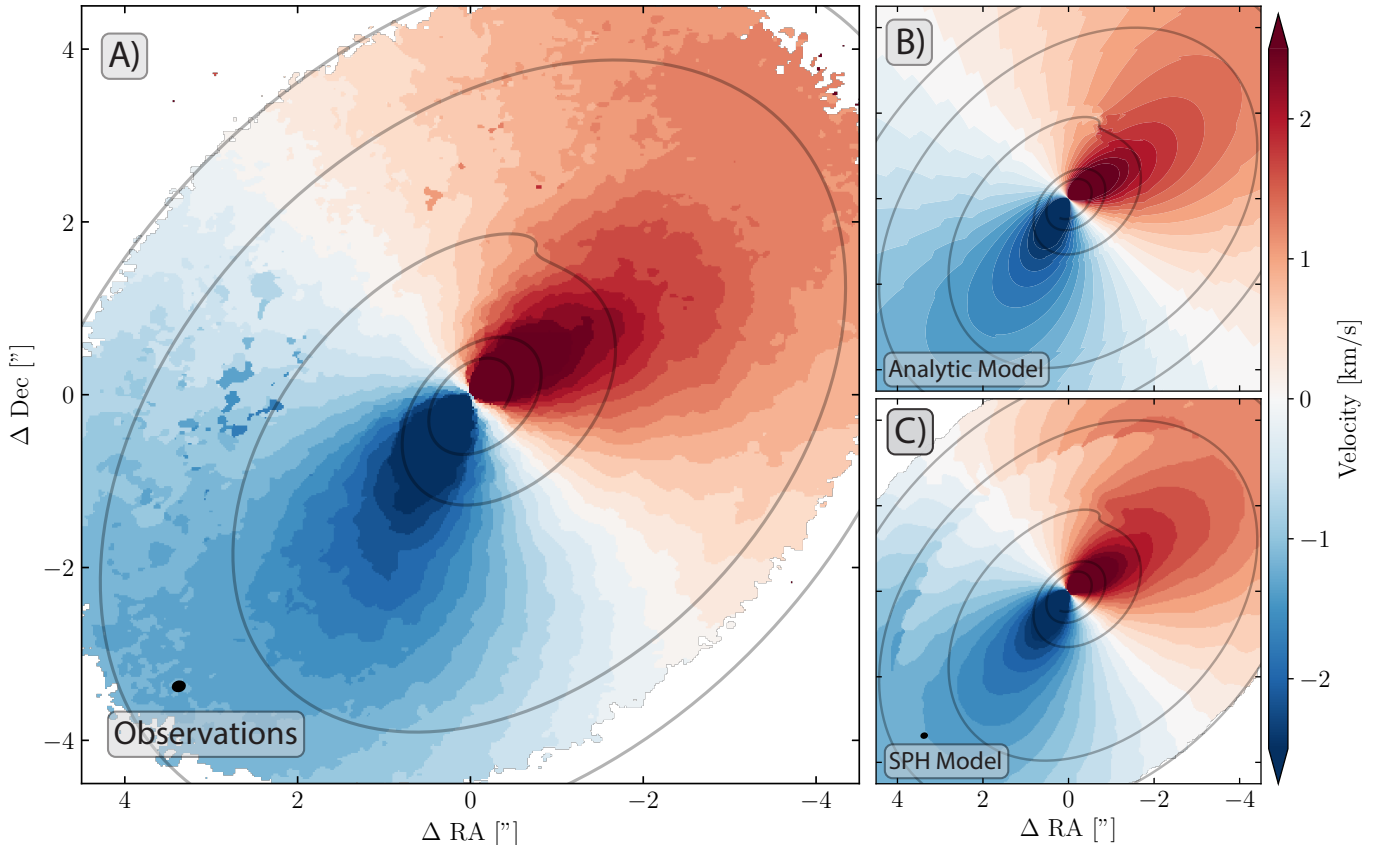 A)
4
2
0
−2
−4
Δ Dec ["]
Observations
4
2
0
−2
−4
Δ RA ["]
B)
Analytic Model
C)
SPH Model
4
2
0
−2
−4
Δ RA ["]
2
1
0
−1
−2
Velocity [km/s]